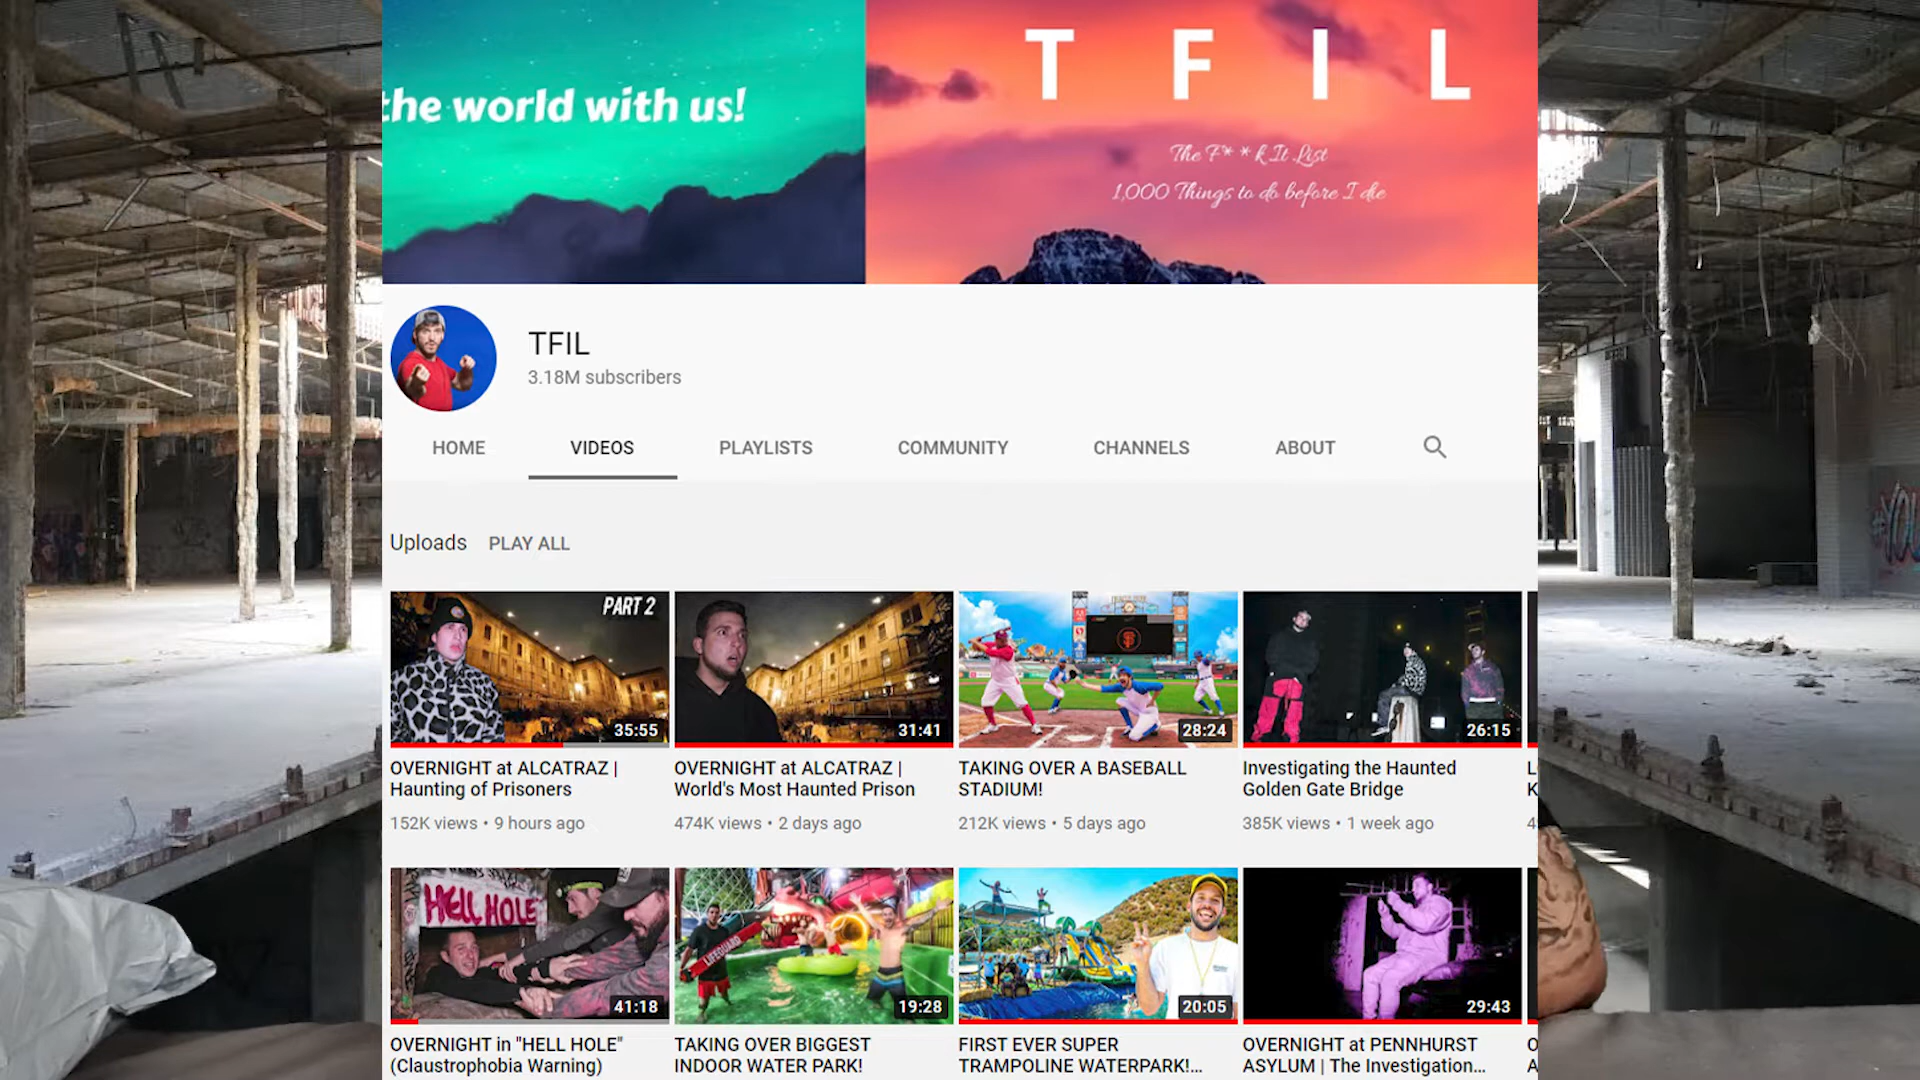 the world with us!
T F I L
The F**k It List
1,000 Things to do before I die
TFIL
3.18M subscribers
HOME VIDEOS PLAYLISTS COMMUNITY CHANNELS ABOUT
Uploads PLAY ALL
PART 2
35:55
31:41
28:24
26:15
OVERNIGHT at ALCATRAZ |
Haunting of Prisoners
152K views • 9 hours ago
OVERNIGHT at ALCATRAZ |
World's Most Haunted Prison
474K views • 2 days ago
TAKING OVER A BASEBALL
STADIUM!
212K views • 5 days ago
Investigating the Haunted
Golden Gate Bridge
385K views • 1 week ago
HELL HOLE
41:18
LIFEGUARD
19:28
20:05
29:43
OVERNIGHT in "HELL HOLE"
(Claustrophobia Warning)
TAKING OVER BIGGEST
INDOOR WATER PARK!
FIRST EVER SUPER
TRAMPOLINE WATERPARK!...
OVERNIGHT at PENNHURST
ASYLUM | The Investigation...